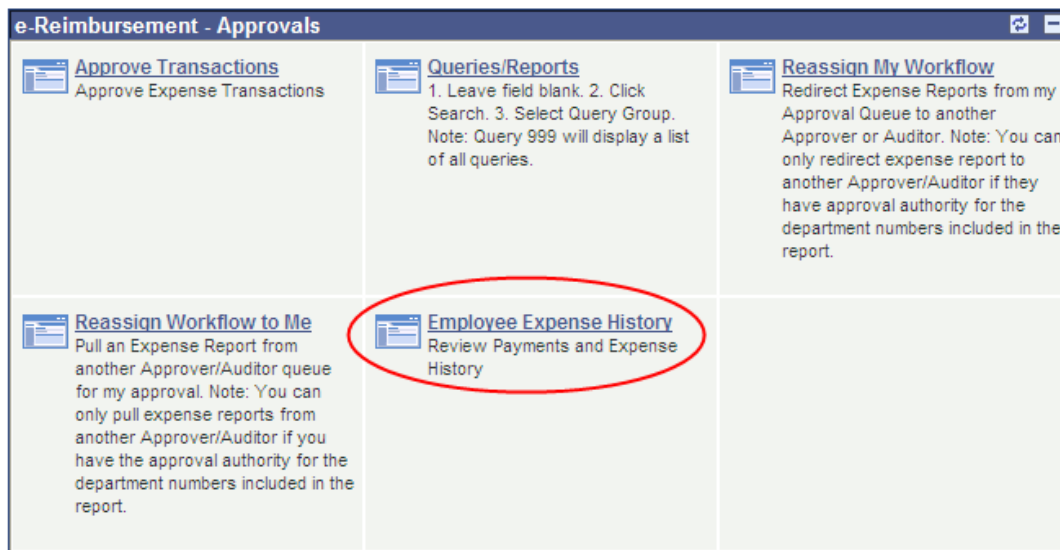 e-Reimbursement - Approvals
Approve Transactions
Approve Expense Transactions
Queries/Reports
1. Leave field blank. 2. Click
Search. 3. Select Query Group.
Note: Query 999 will display a list
of all queries.
Reassign My Workflow
Redirect Expense Reports from my
Approval Queue to another
Approver or Auditor. Note: You can
only redirect expense report to
another Approver/Auditor if they
have approval authority for the
department numbers included in the
report.
Reassign Workflow to Me
Pull an Expense Report from
another Approver/Auditor queue
for my approval. Note: You can
only pull expense reports from
another Approver/Auditor if you
have the approval authority for the
department numbers included in the
report.
Employee Expense History
Review Payments and Expense
History